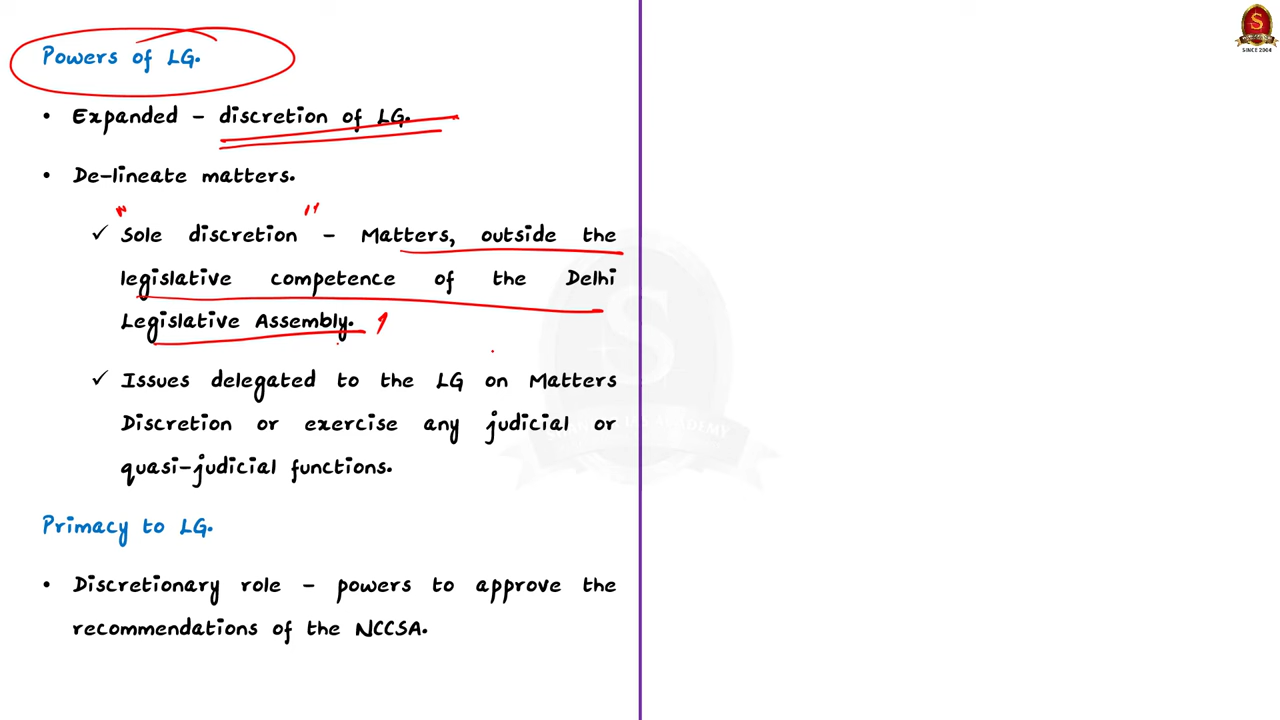 Powers of LG.
• Expanded – discretion of LG.
• De-lineate matters.
✓ "Sole discretion" – Matters, outside the
legislative competence of the Delhi
Legislative Assembly.
✓ Issues delegated to the LG on Matters
Discretion or exercise any judicial or
quasi-judicial functions.
Primacy to LG.
• Discretionary role – powers to approve the
recommendations of the NCCSA.
S
SINCE 2004